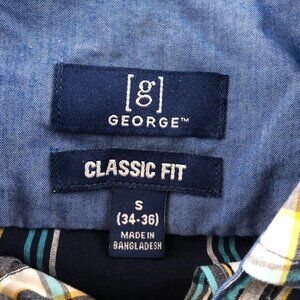 [g]
GEORGE™
CLASSIC FIT
S
(34-36)
MADE IN
BANGLADESH